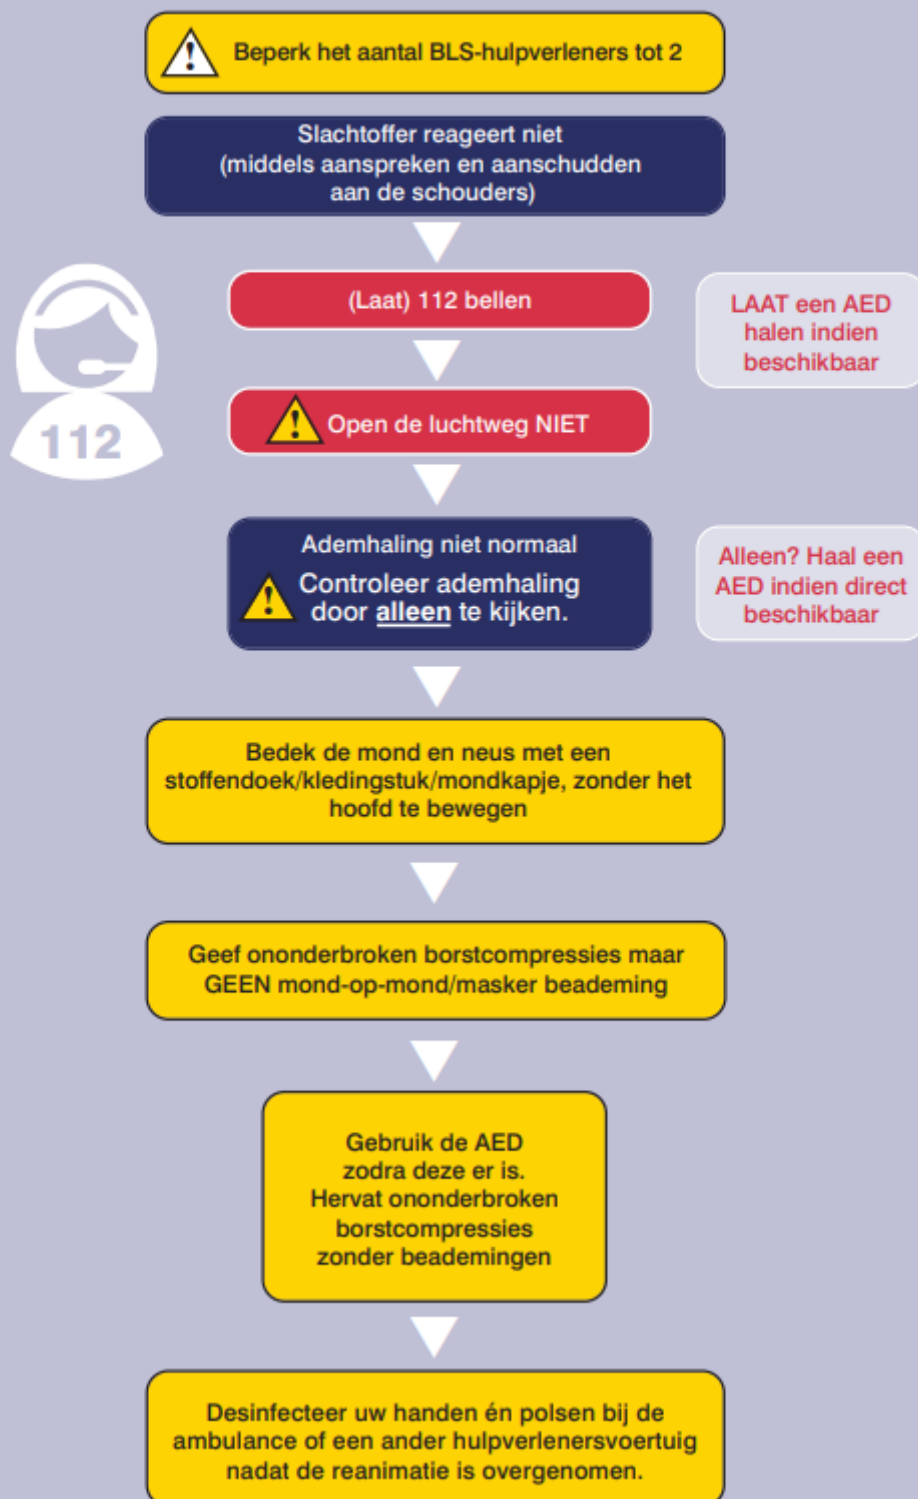 Beperk het aantal BLS-hulpverleners tot 2
Slachtoffer reageert niet
(middels aanspreken en aanschudden
aan de schouders)
(Laat) 112 bellen
LAAT een AED
halen indien
beschikbaar
112
Open de luchtweg NIET
Ademhaling niet normaal
Controleer ademhaling
door alleen te kijken.
Alleen? Haal een
AED indien direct
beschikbaar
Bedek de mond en neus met een
stoffendoek/kledingstuk/mondkapje, zonder het
hoofd te bewegen
Geef ononderbroken borstcompressies maar
GEEN mond-op-mond/masker beademing
Gebruik de AED
zodra deze er is.
Hervat ononderbroken
borstcompressies
zonder beademingen
Desinfecteer uw handen én polsen bij de
ambulance of een ander hulpverlenersvoertuig
nadat de reanimatie is overgenomen.